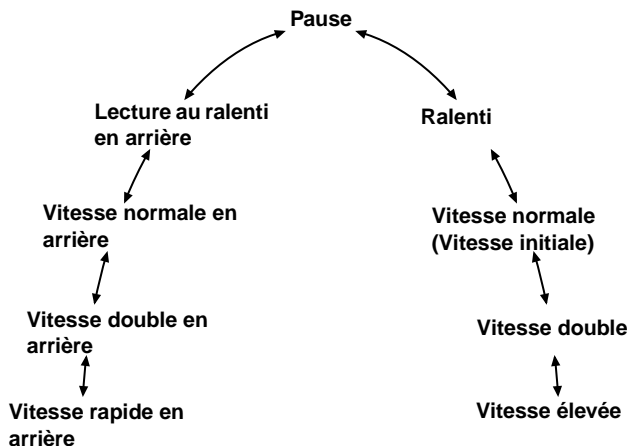 Pause
Lecture au ralenti
en arrière
Ralenti
Vitesse normale en
arrière
Vitesse normale
(Vitesse initiale)
Vitesse double en
arrière
Vitesse double
Vitesse rapide en
arrière
Vitesse élevée